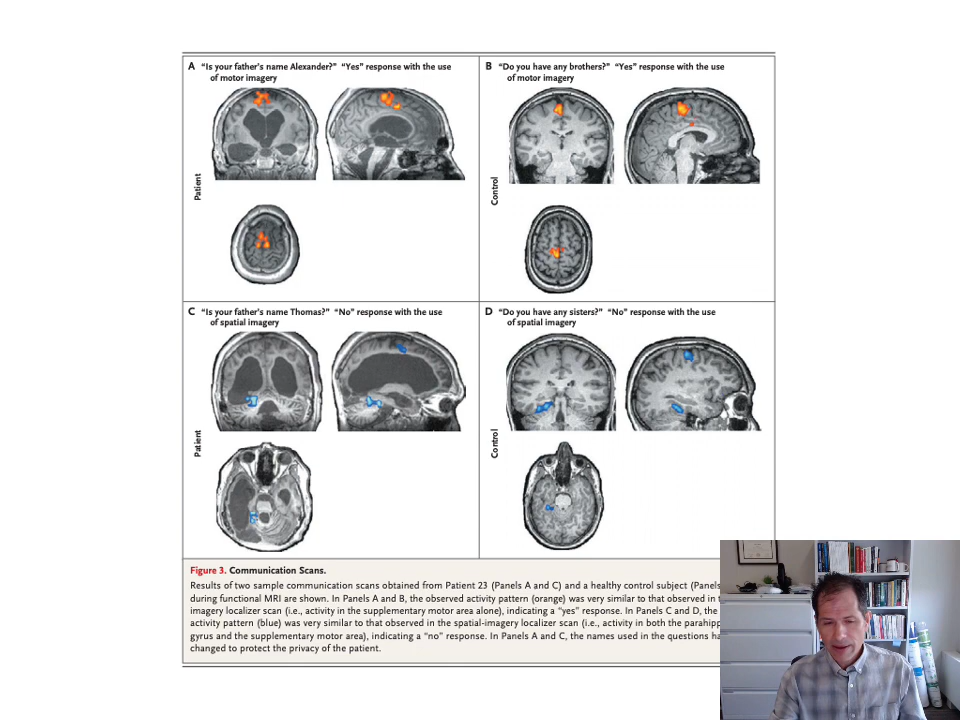 A "Is your father's name Alexander?" "Yes" response with the use
of motor imagery
B "Do you have any brothers?" "Yes" response with the use
of motor imagery
Patient
Control
C "Is your father's name Thomas?" "No" response with the use
of spatial imagery
D "Do you have any sisters?" "No" response with the use
of spatial imagery
Patient
Control
Figure 3. Communication Scans.
Results of two sample communication scans obtained from Patient 23 (Panels A and C) and a healthy control subject (Panels
during functional MRI are shown. In Panels A and B, the observed activity pattern (orange) was very similar to that observed in
imagery localizer scan (i.e., activity in the supplementary motor area alone), indicating a "yes" response. In Panels C and D, the
activity pattern (blue) was very similar to that observed in the spatial-imagery localizer scan (i.e., activity in both the parahipp
gyrus and the supplementary motor area), indicating a "no" response. In Panels A and C, the names used in the questions ha
changed to protect the privacy of the patient.